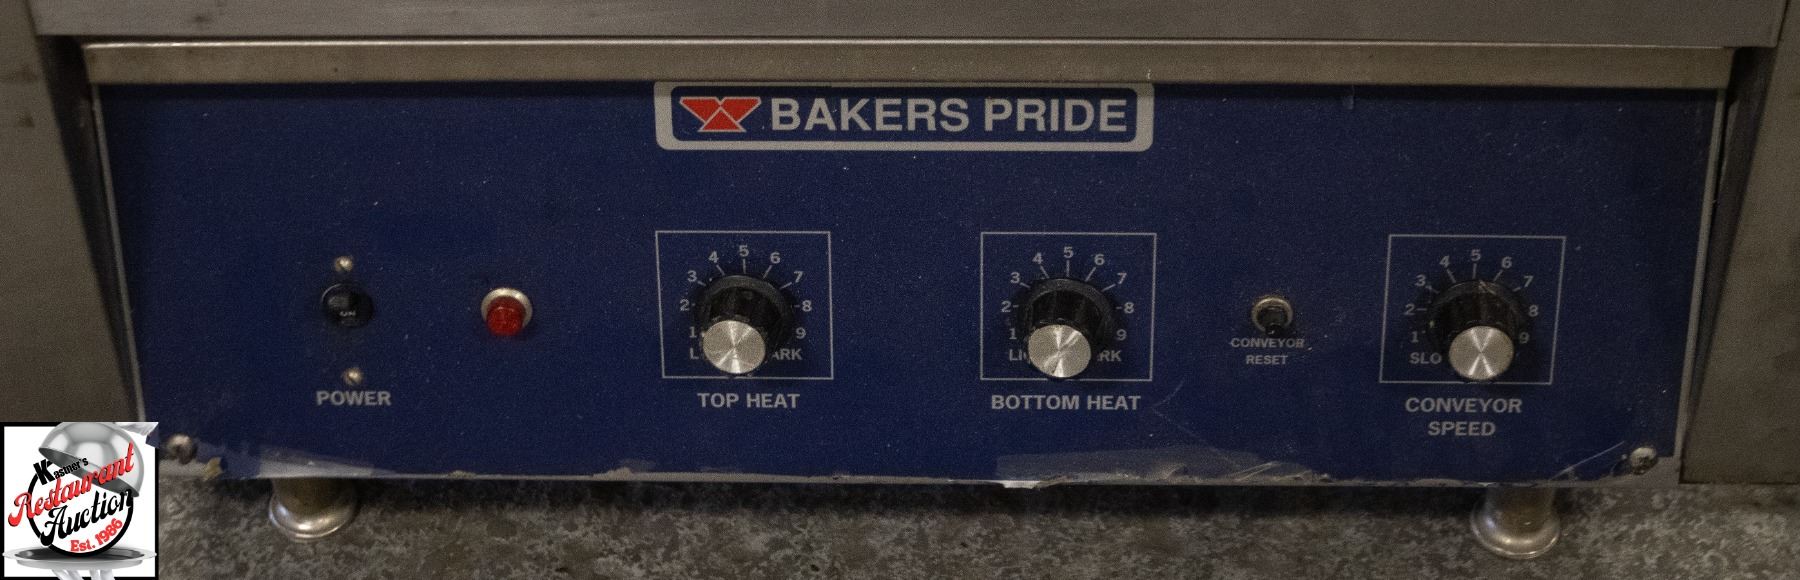 BAKERS PRIDE
ON
POWER
1 2 3 4 5 6 7 8 9
TOP HEAT
1 2 3 4 5 6 7 8 9
BOTTOM HEAT
CONVEYOR
RESET
1 2 3 4 5 6 7 8 9
CONVEYOR
SPEED
Kastner's
Restaurant
Auction
Est. 1986